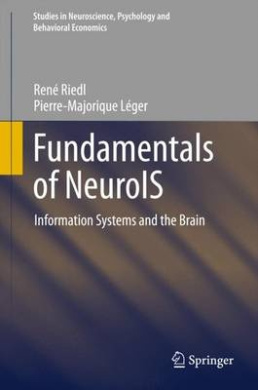 Studies in Neuroscience, Psychology and
Behavioral Economics
René Riedl
Pierre-Majorique Léger
Fundamentals
of NeuroIS
Information Systems and the Brain
Springer